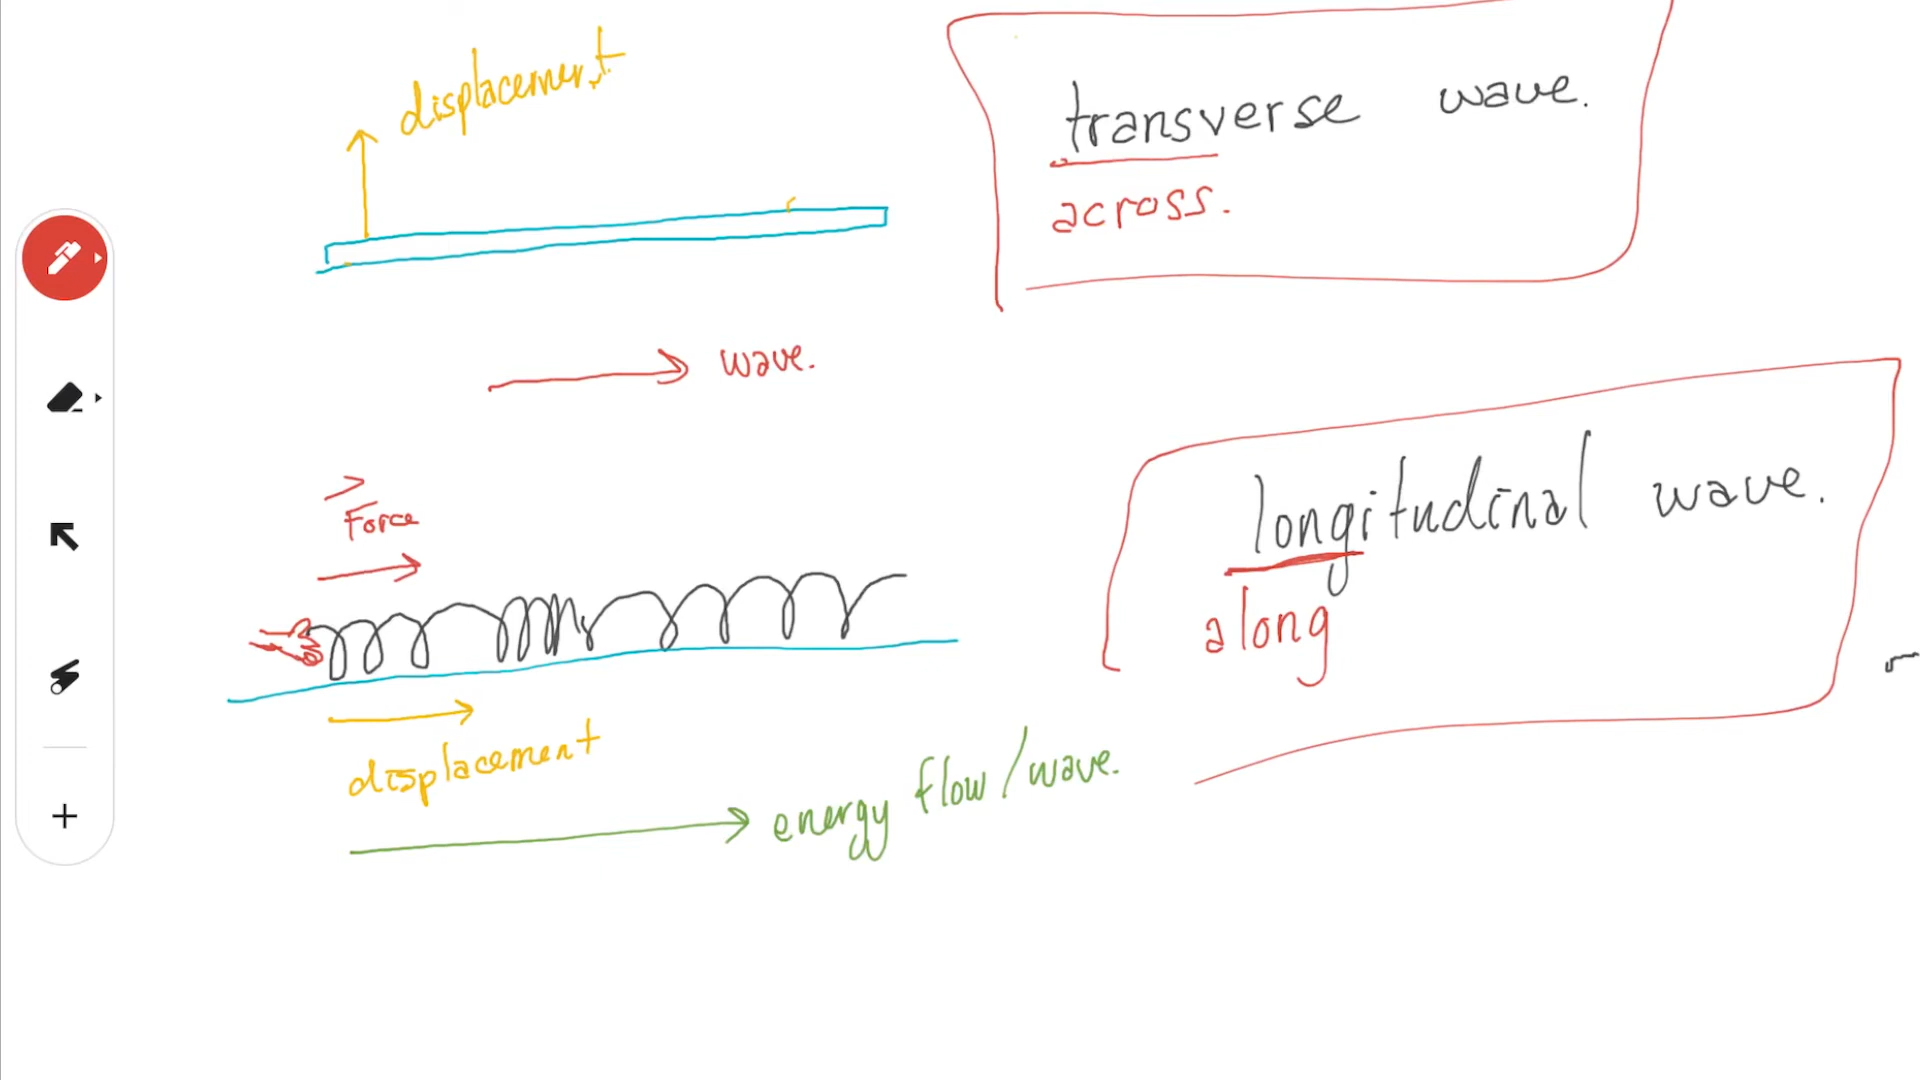 displacement
transverse wave.
across.
wave.
Force
longitudinal wave.
along
displacement
energy flow/wave.